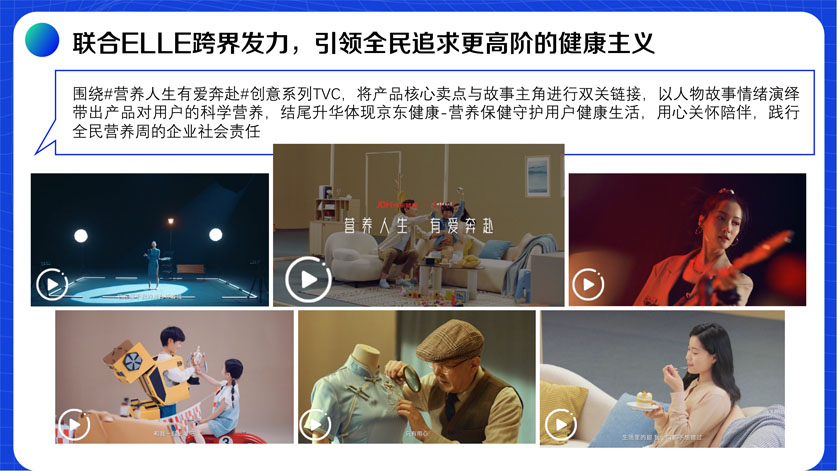 联合ELLE跨界发力，引领全民追求更高阶的健康主义
围绕#营养人生有爱奔赴#创意系列TVC，将产品核心卖点与故事主角进行双关链接，以人物故事情绪演绎
带出产品对用户的科学营养，结尾升华体现京东健康-营养保健守护用户健康生活，用心关怀陪伴，践行
全民营养周的企业社会责任
营养人生 有爱奔赴
只有用心